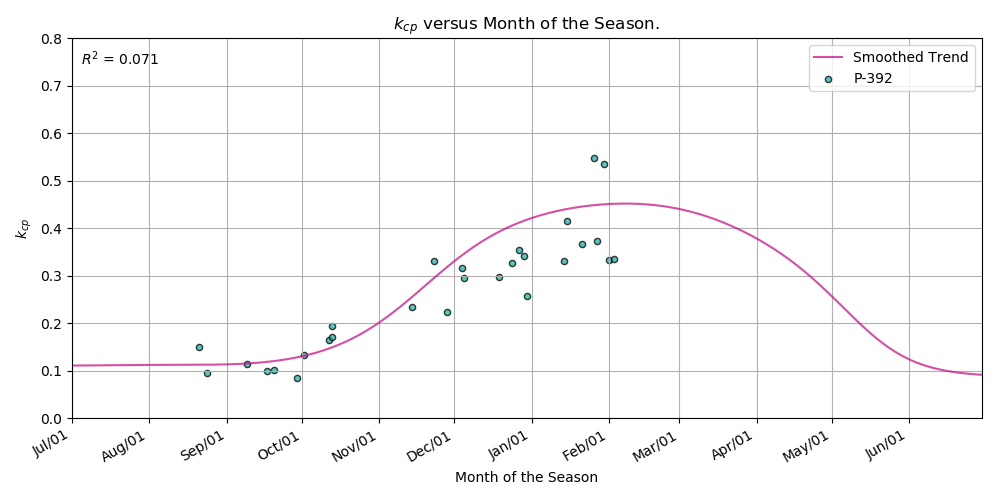 k_cp versus Month of the Season.
R² = 0.071
Smoothed Trend
P-392
0.8
0.7
0.6
0.5
0.4
0.3
0.2
0.1
0.0
k_cp
Jul/01
Aug/01
Sep/01
Oct/01
Nov/01
Dec/01
Jan/01
Feb/01
Mar/01
Apr/01
May/01
Jun/01
Month of the Season